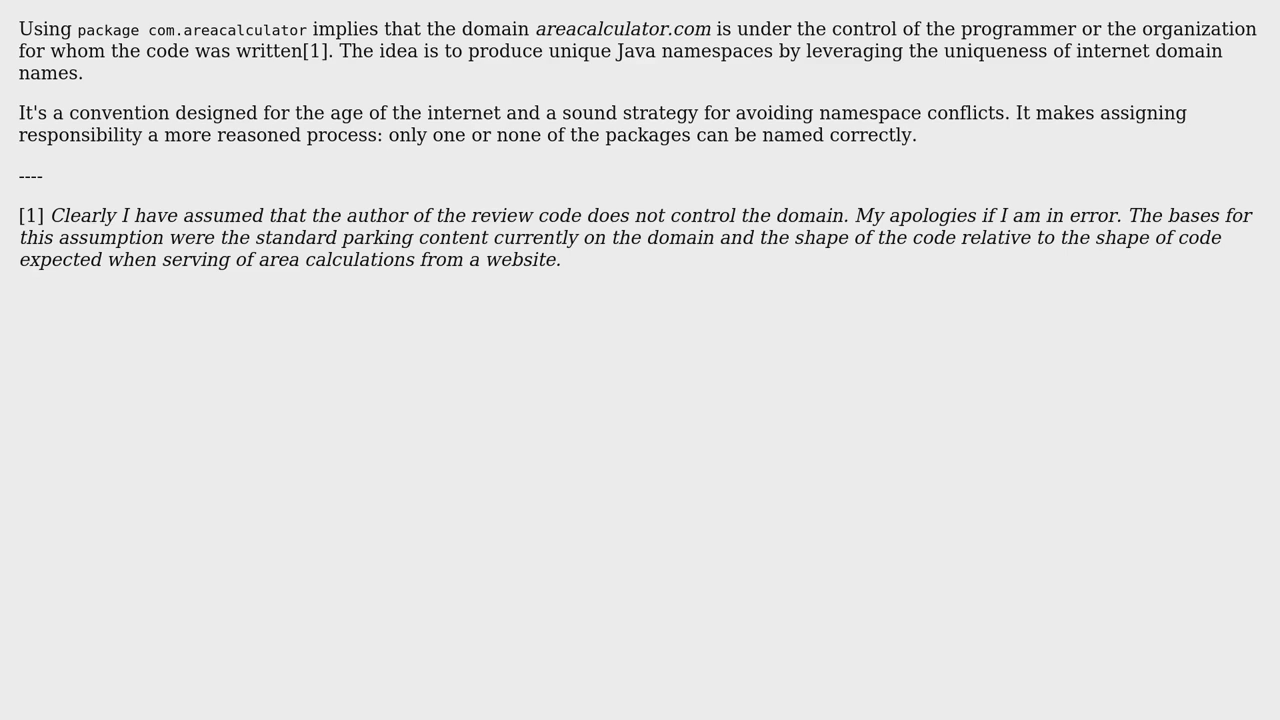 Using package com.areacalculator implies that the domain areacalculator.com is under the control of the programmer or the organization
for whom the code was written[1]. The idea is to produce unique Java namespaces by leveraging the uniqueness of internet domain
names.
It's a convention designed for the age of the internet and a sound strategy for avoiding namespace conflicts. It makes assigning
responsibility a more reasoned process: only one or none of the packages can be named correctly.
----
[1] Clearly I have assumed that the author of the review code does not control the domain. My apologies if I am in error. The bases for
this assumption were the standard parking content currently on the domain and the shape of the code relative to the shape of code
expected when serving of area calculations from a website.